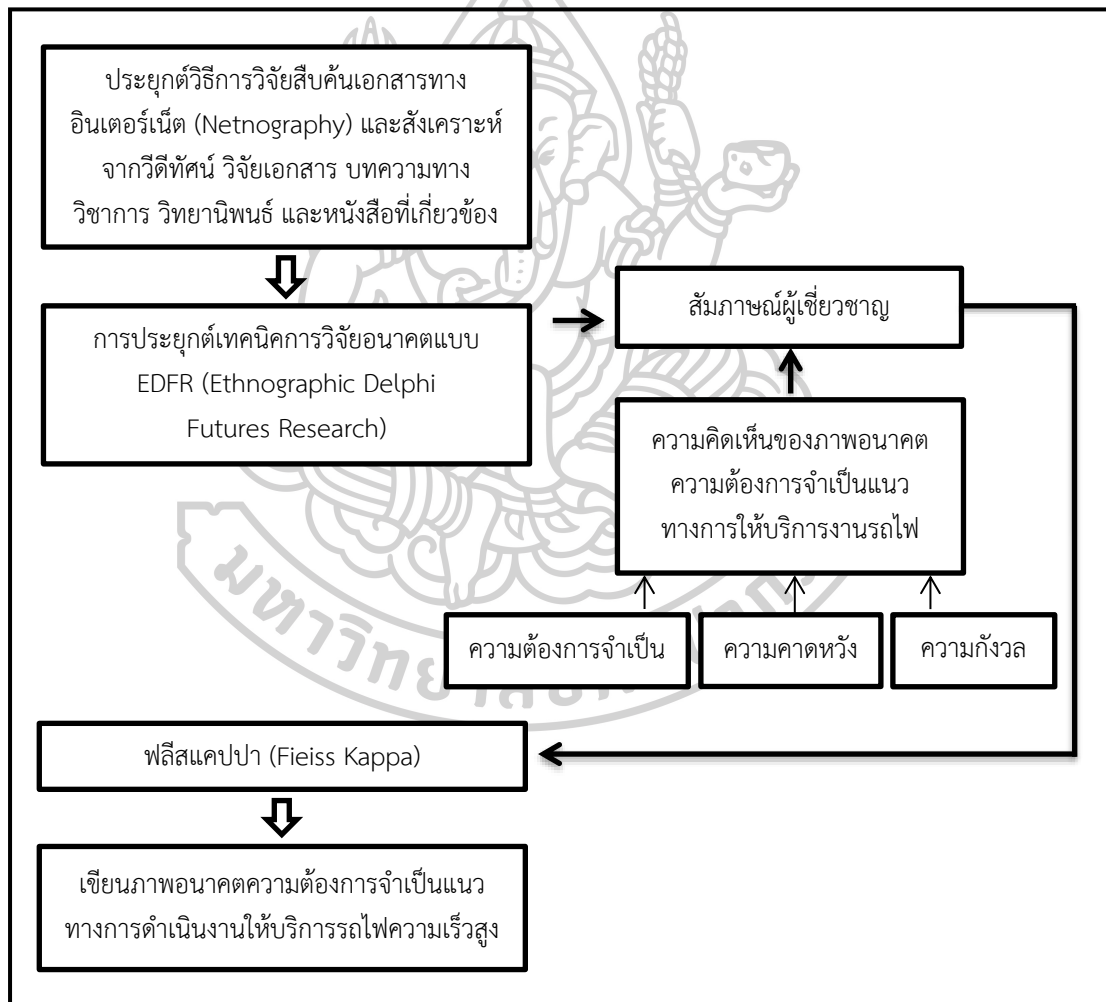 ประยุกต์วิธีการวิจัยสืบค้นเอกสารทาง
อินเตอร์เน็ต (Netnography) และสังเคราะห์
จากวีดีทัศน์ วิจัยเอกสาร บทความทาง
วิชาการ วิทยานิพนธ์ และหนังสือที่เกี่ยวข้อง
การประยุกต์เทคนิคการวิจัยอนาคตแบบ
EDFR (Ethnographic Delphi
Futures Research)
สัมภาษณ์ผู้เชี่ยวชาญ
ความคิดเห็นของภาพอนาคต
ความต้องการจำเป็นแนว
ทางการให้บริการงานรถไฟ
ความต้องการจำเป็น
ความคาดหวัง
ความกังวล
ฟลีสแคปปา (Fieiss Kappa)
เขียนภาพอนาคตความต้องการจำเป็นแนว
ทางการดำเนินงานให้บริการรถไฟความเร็วสูง